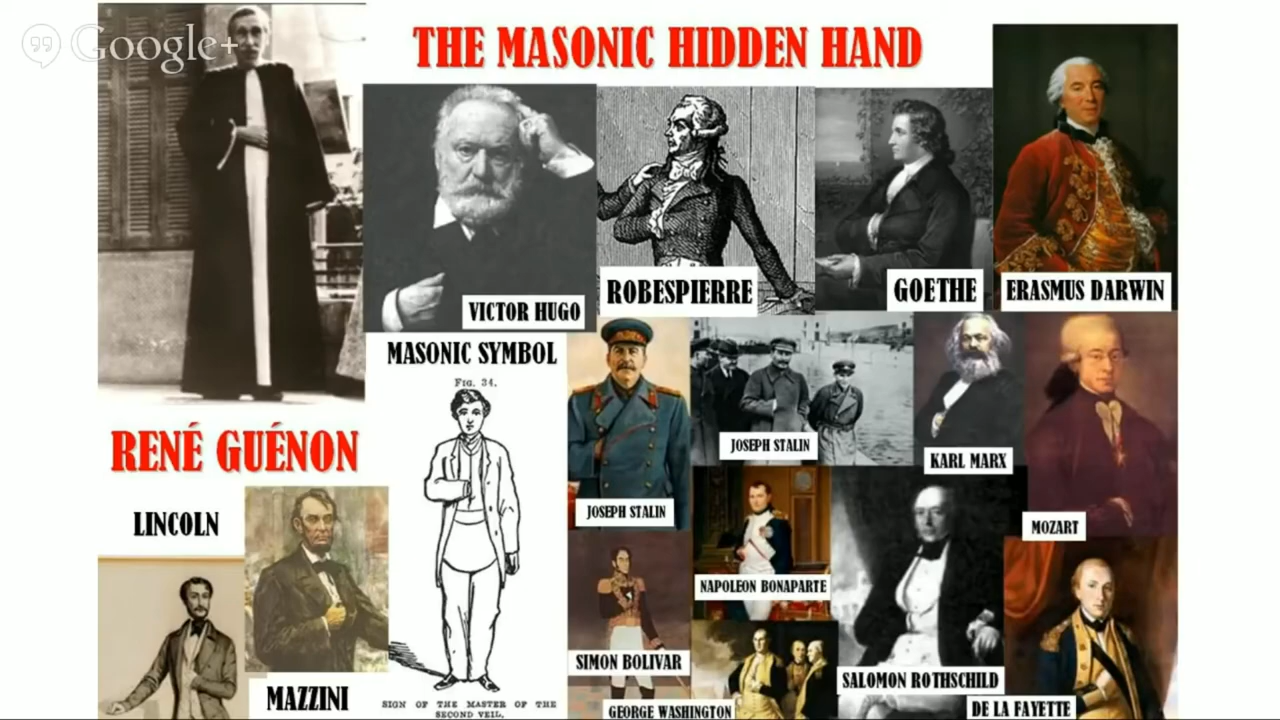 Google+
THE MASONIC HIDDEN HAND
VICTOR HUGO
ROBESPIERRE
GOETHE
ERASMUS DARWIN
MASONIC SYMBOL
FIG. 34.
RENÉ GUÉNON
JOSEPH STALIN
KARL MARX
LINCOLN
JOSEPH STALIN
MOZART
NAPOLEON BONAPARTE
SIMON BOLIVAR
SALOMON ROTHSCHILD
MAZZINI
SIGN OF THE MASTER OF THE
SECOND VEIL.
GEORGE WASHINGTON
DE LA FAYETTE